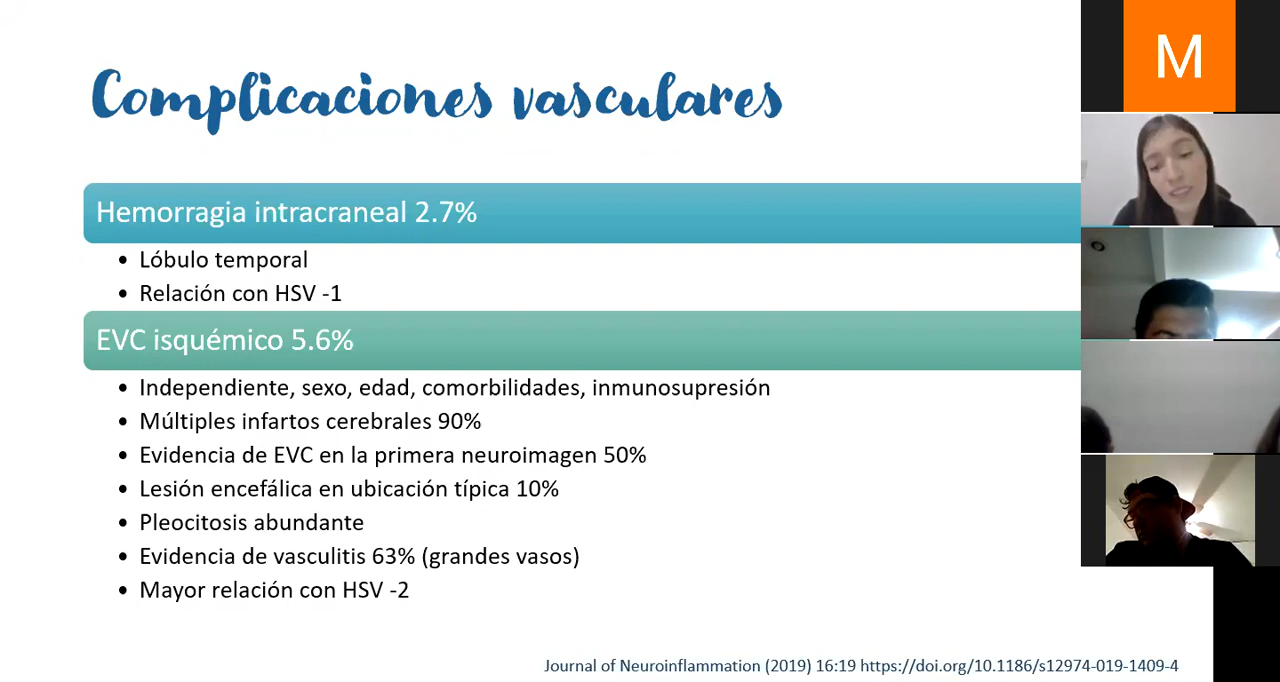 Complicaciones vasculares
Hemorragia intracraneal 2.7%
• Lóbulo temporal
• Relación con HSV -1
EVC isquémico 5.6%
• Independiente, sexo, edad, comorbilidades, inmunosupresión
• Múltiples infartos cerebrales 90%
• Evidencia de EVC en la primera neuroimagen 50%
• Lesión encefálica en ubicación típica 10%
• Pleocitosis abundante
• Evidencia de vasculitis 63% (grandes vasos)
• Mayor relación con HSV -2
Journal of Neuroinflammation (2019) 16:19 https://doi.org/10.1186/s12974-019-1409-4
M